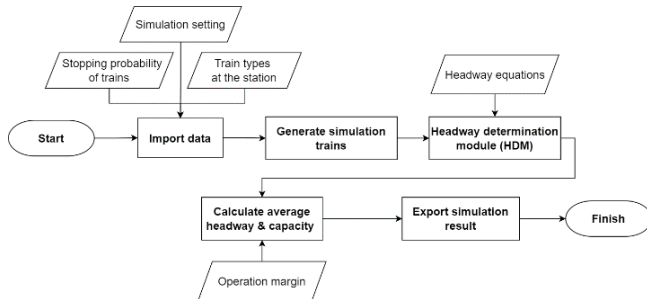 Simulation setting
Stopping probability
of trains
Train types
at the station
Headway equations
Start
Import data
Generate simulation
trains
Headway determination
module (HDM)
Calculate average
headway & capacity
Export simulation
result
Finish
Operation margin